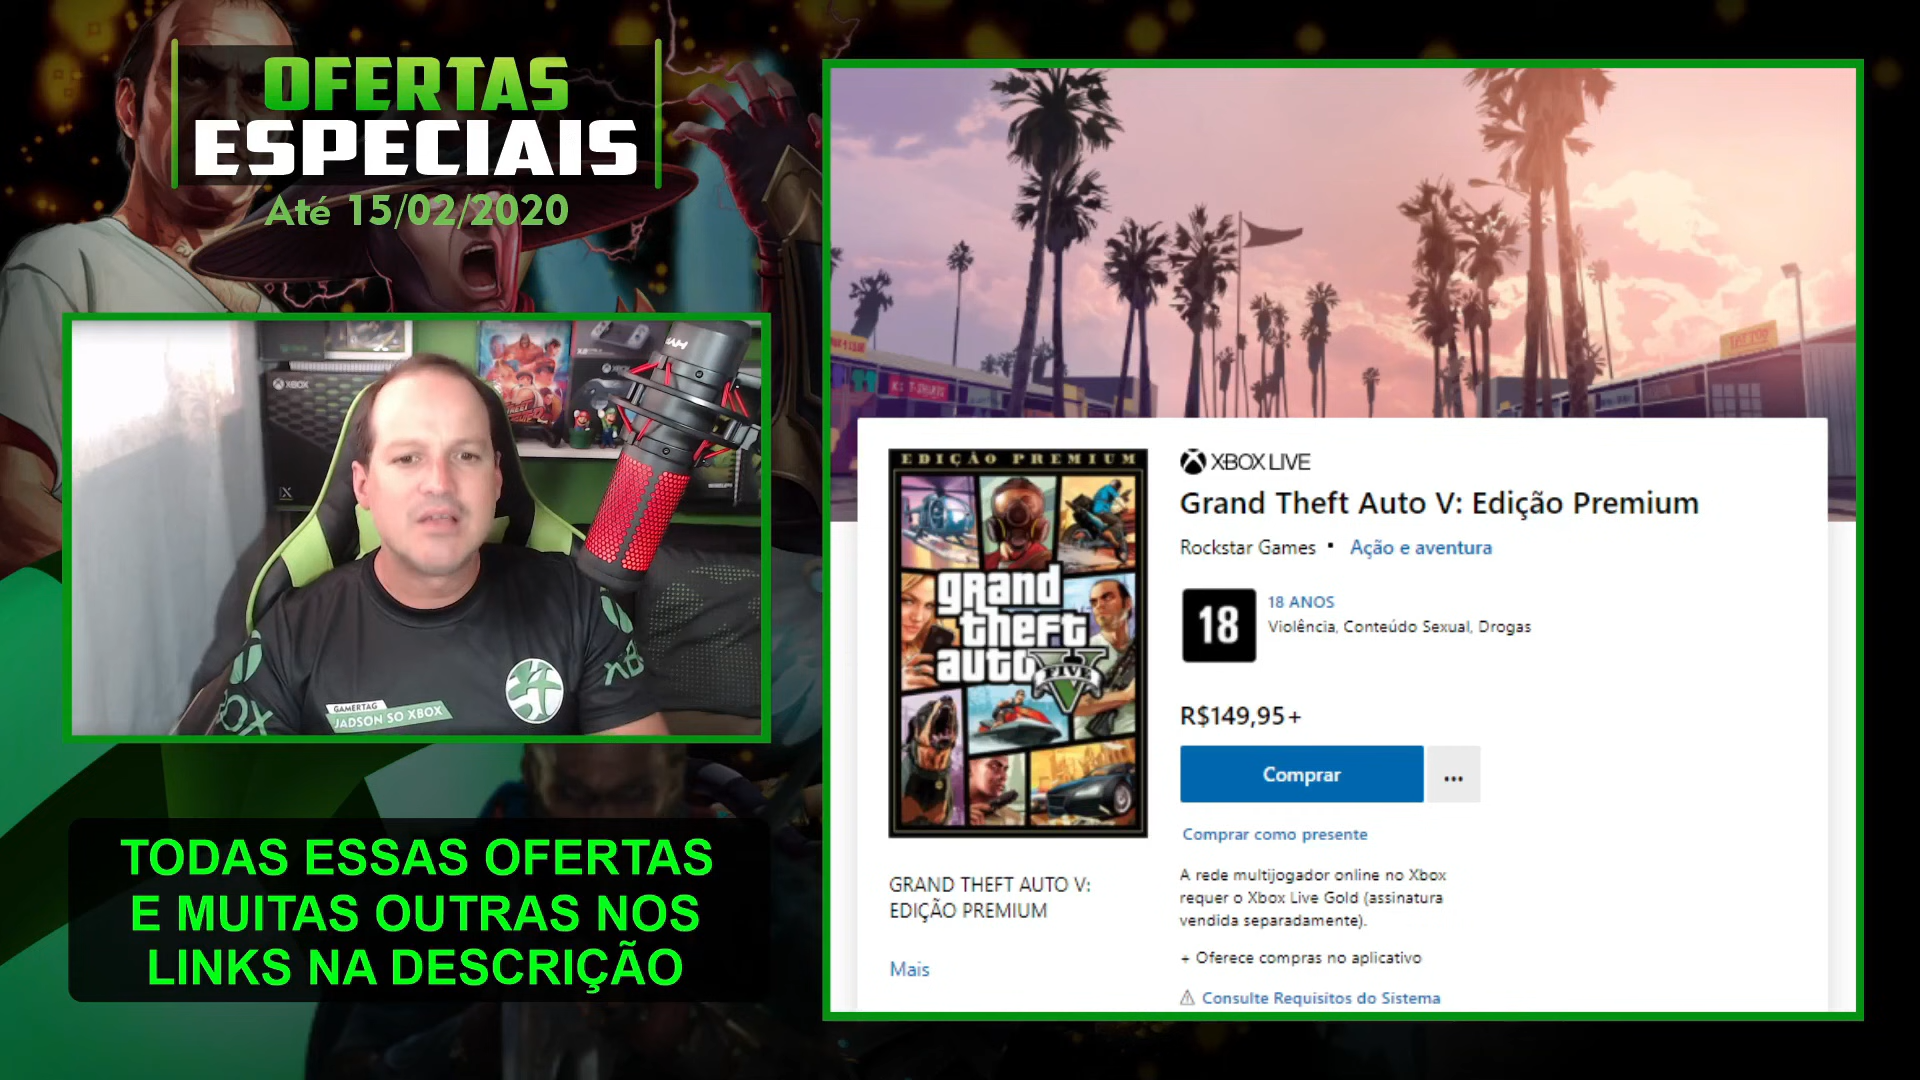 OFERTAS
ESPECIAIS
Até 15/02/2020
XBOX
GAMERTAG
JADSON SO XBOX
TODAS ESSAS OFERTAS
E MUITAS OUTRAS NOS
LINKS NA DESCRIÇÃO
EDIÇÃO PREMIUM
grand
theft
auto V
FIVE
GRAND THEFT AUTO V:
EDIÇÃO PREMIUM
Mais
XBOX LIVE
Grand Theft Auto V: Edição Premium
Rockstar Games • Ação e aventura
18
18 ANOS
Violência, Conteúdo Sexual, Drogas
R$149,95+
Comprar
...
Comprar como presente
A rede multijogador online no Xbox
requer o Xbox Live Gold (assinatura
vendida separadamente).
+ Oferece compras no aplicativo
Consulte Requisitos do Sistema